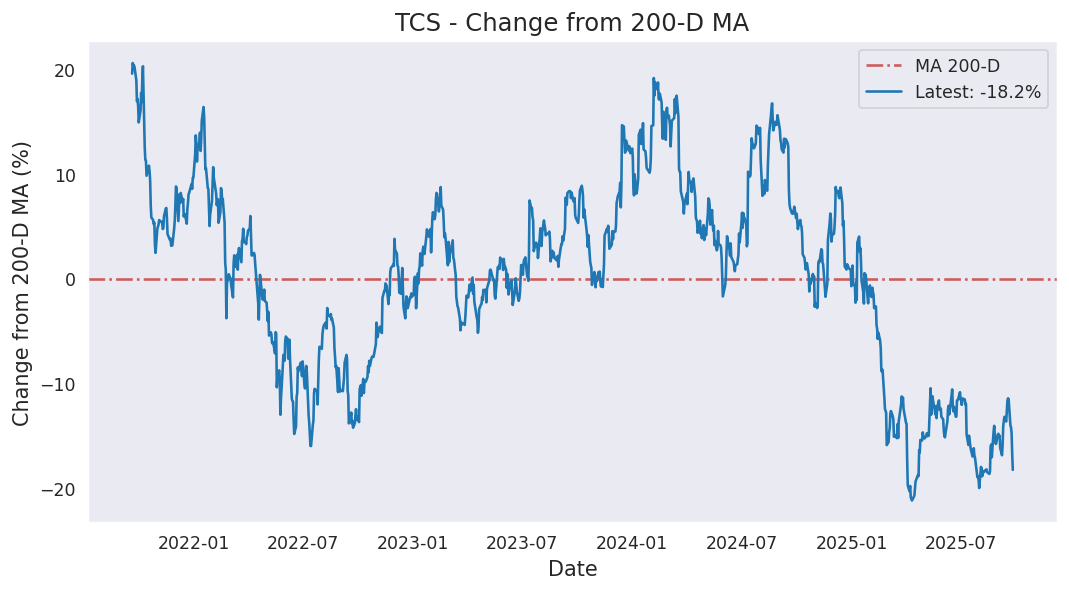 TCS - Change from 200-D MA
MA 200-D
Latest: -18.2%
Change from 200-D MA (%)
20
10
0
−10
−20
2022-01 2022-07 2023-01 2023-07 2024-01 2024-07 2025-01 2025-07
Date